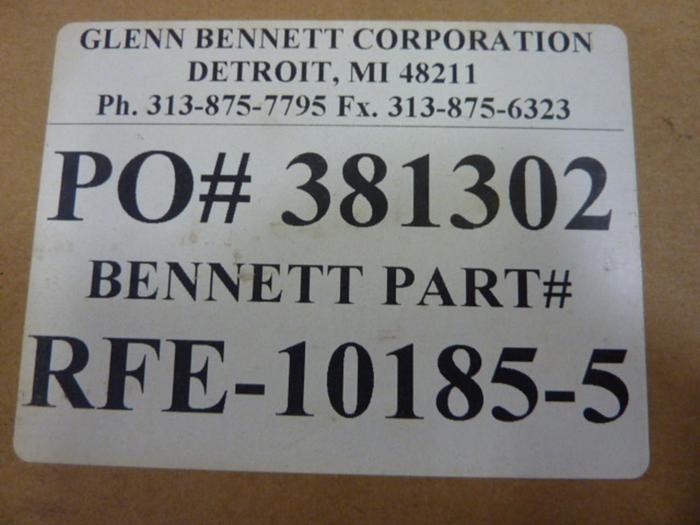 GLENN BENNETT CORPORATION
DETROIT, MI 48211
Ph. 313-875-7795 Fx. 313-875-6323
PO# 381302
BENNETT PART#
RFE-10185-5